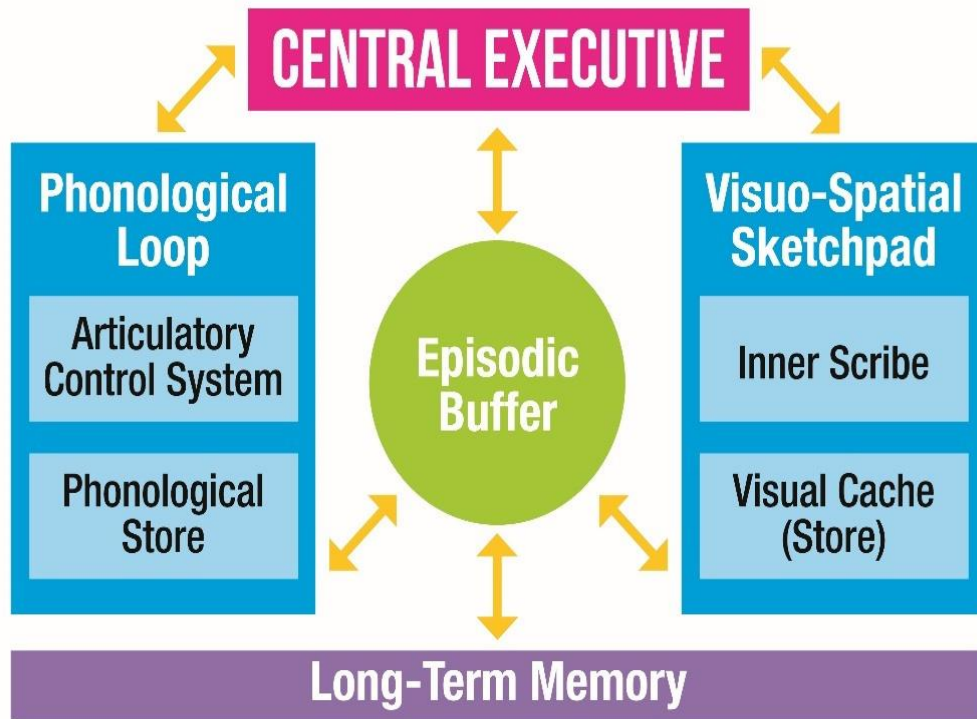 CENTRAL EXECUTIVE
Phonological
Loop
Articulatory
Control System
Phonological
Store
Episodic
Buffer
Visuo-Spatial
Sketchpad
Inner Scribe
Visual Cache
(Store)
Long-Term Memory